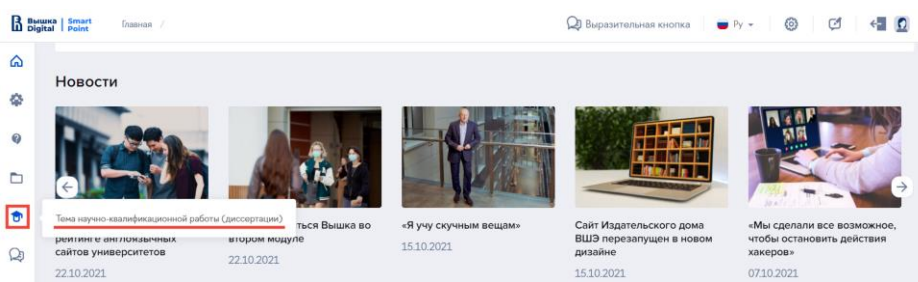 Вышка | Smart
Digital | Point
Главная /
Выразительная кнопка
Ру
Новости
Тема научно-квалификационной работы (диссертации)
рейтинге англоязычных
сайтов университетов
22.10.2021
ться Вышка во
втором модуле
22.10.2021
«Я учу скучным вещам»
15.10.2021
Сайт Издательского дома
ВШЭ перезапущен в новом
дизайне
15.10.2021
«Мы сделали все возможное,
чтобы остановить действия
хакеров»
07.10.2021